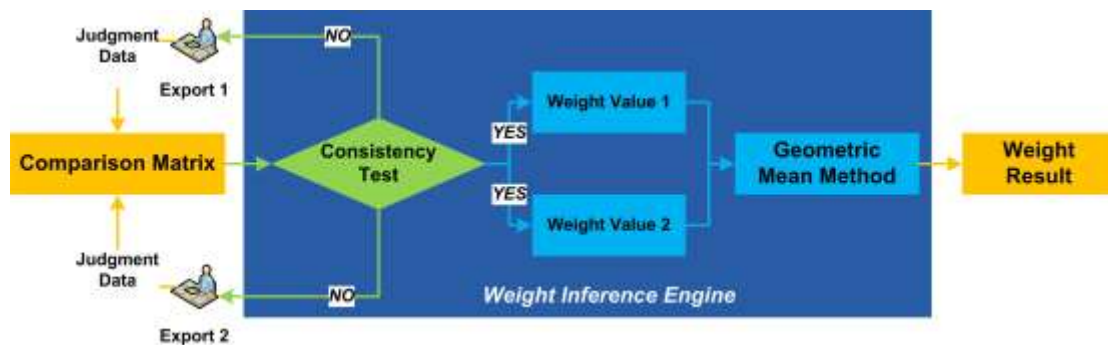 Judgment
Data
Export 1
NO
Comparison Matrix
Consistency
Test
YES
YES
Weight Value 1
Weight Value 2
Geometric
Mean Method
Weight
Result
Judgment
Data
Export 2
NO
Weight Inference Engine